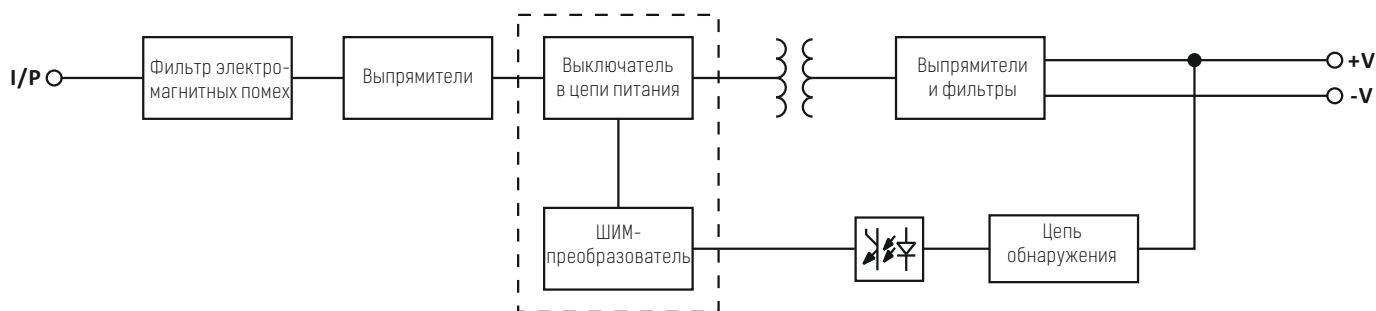 I/P
Фильтр электро-
магнитных помех
Выпрямители
Выключатель
в цепи питания
Выпрямители
и фильтры
+V
-V
ШИМ-
преобразователь
Цепь
обнаружения